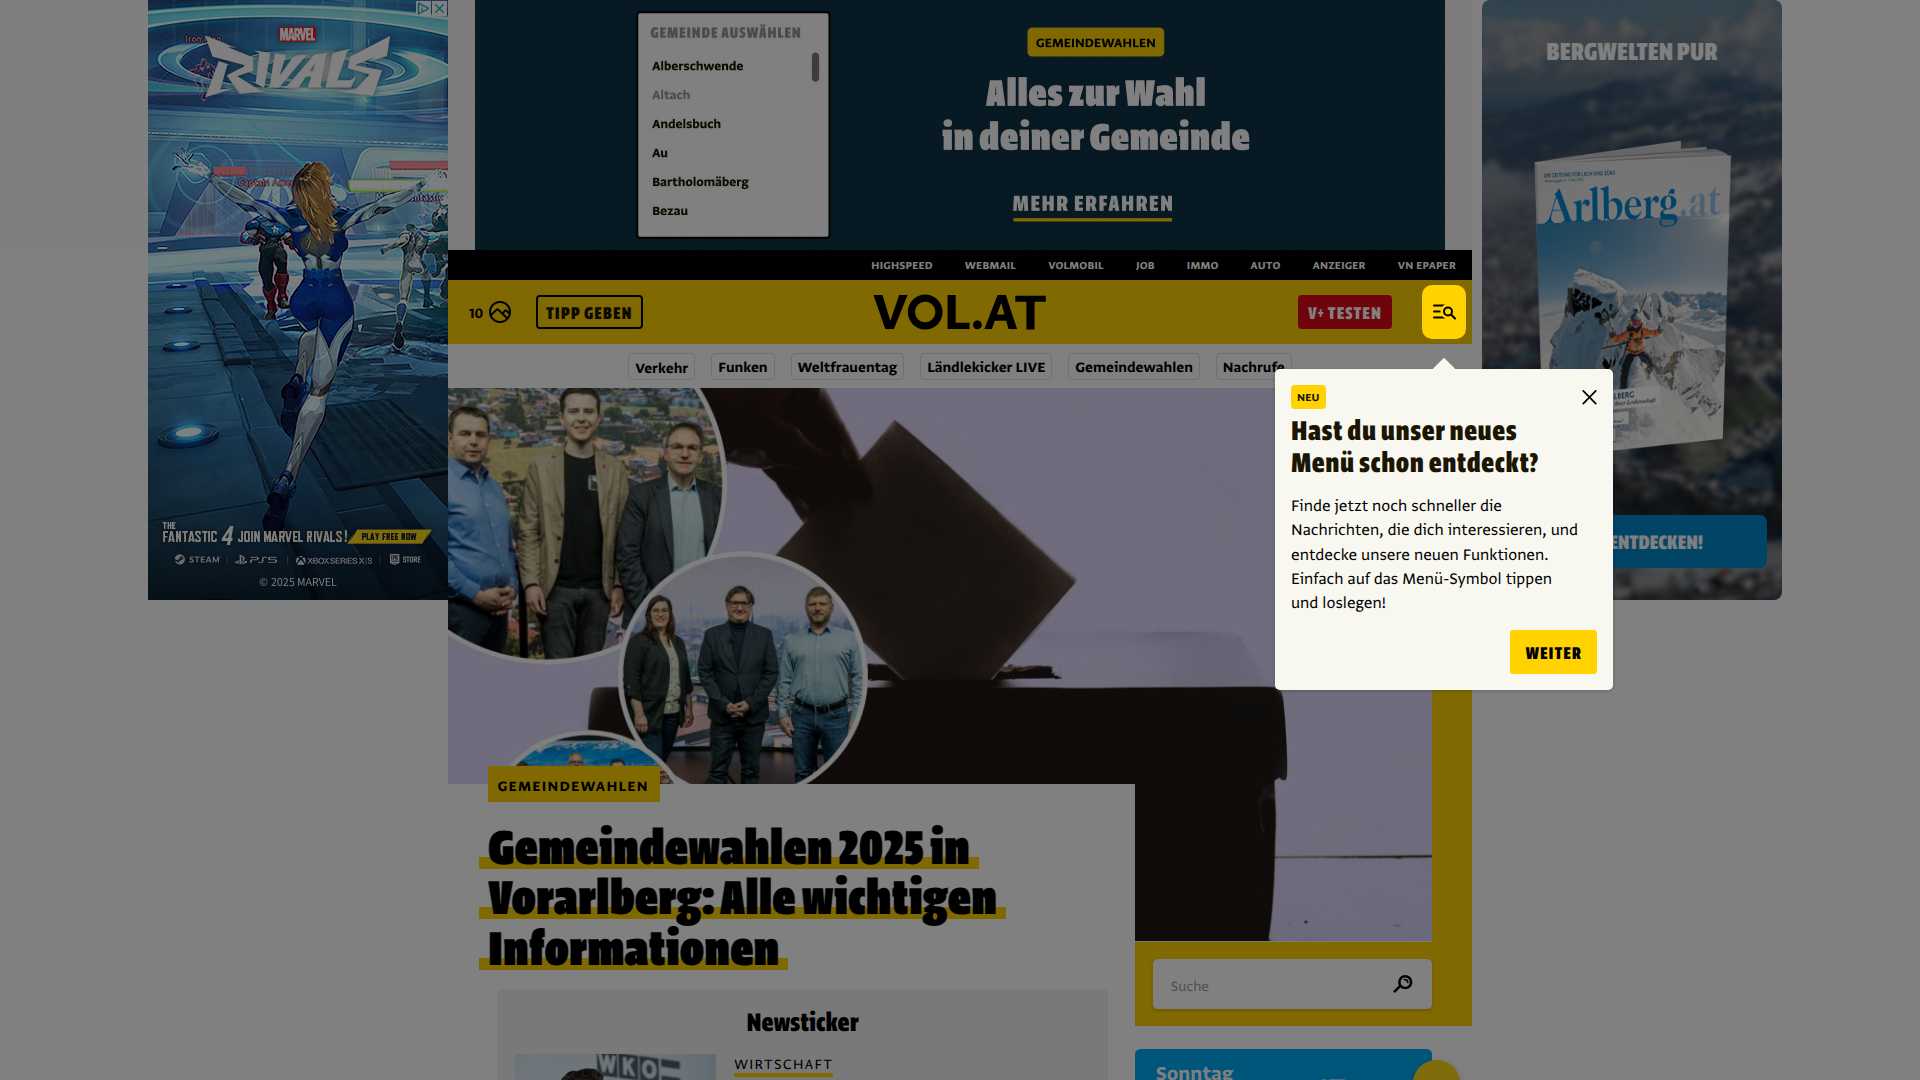 MARVEL
RIVALS
THE
FANTASTIC 4 JOIN MARVEL RIVALS!
PLAY FREE NOW
STEAM
PS5
XBOX SERIES X|S
STORE
© 2025 MARVEL
GEMEINDE AUSWÄHLEN
Alberschwende
Altach
Andelsbuch
Au
Bartholomäberg
Bezau
GEMEINDEWAHLEN
Alles zur Wahl
in deiner Gemeinde
MEHR ERFAHREN
BERGWELTEN PUR
Arlberg.at
ENTDECKEN!
HIGHSPEED
WEBMAIL
VOLMOBIL
JOB
IMMO
AUTO
ANZEIGER
VN EPAPER
10
TIPP GEBEN
VOL.AT
V+ TESTEN
Verkehr
Funken
Weltfrauentag
Ländlekicker LIVE
Gemeindewahlen
Nachrufe
NEU
Hast du unser neues
Menü schon entdeckt?
Finde jetzt noch schneller die
Nachrichten, die dich interessieren, und
entdecke unsere neuen Funktionen.
Einfach auf das Menü-Symbol tippen
und loslegen!
WEITER
GEMEINDEWAHLEN
Gemeindewahlen 2025 in
Vorarlberg: Alle wichtigen
Informationen
Suche
Newsticker
WKO
WIRTSCHAFT
Sonntag